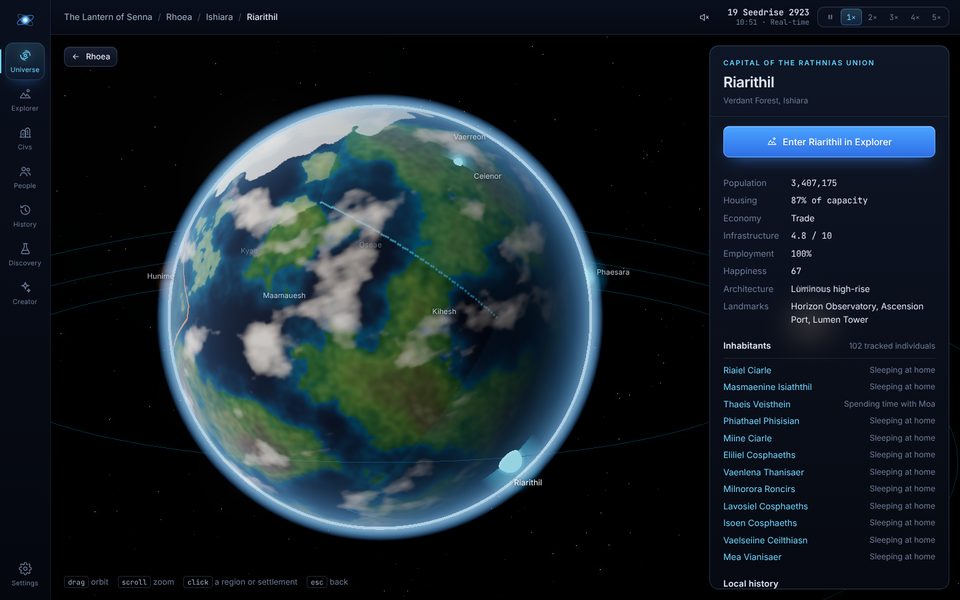 The Lantern of Senna / Rhoea / Ishiara / Riarithil
19 Seedrise 2923
10:51 · Real-time
1×
2×
3×
4×
5×
Universe
Explorer
Civs
People
History
Discovery
Creator
Settings
← Rhoea
Vaerreon
Celenor
Oseae
Hunime
Phaesara
Maamauesh
Kihesh
Riarithil
drag orbit scroll zoom click a region or settlement esc back
CAPITAL OF THE RATHNIAS UNION
Riarithil
Verdant Forest, Ishiara
Enter Riarithil in Explorer
Population 3,407,175
Housing 87% of capacity
Economy Trade
Infrastructure 4.8 / 10
Employment 100%
Happiness 67
Architecture Luminous high-rise
Landmarks Horizon Observatory, Ascension
Port, Lumen Tower
Inhabitants 102 tracked individuals
Riaiel Ciarle Sleeping at home
Masmaenine Isiaththil Sleeping at home
Thaeis Veisthein Spending time with Moa
Phiathael Phisian Sleeping at home
Miine Ciarle Sleeping at home
Eliliel Cosphaeths Sleeping at home
Vaenlena Thanisaer Sleeping at home
Milnorora Roncirs Sleeping at home
Lavosiel Cosphaeths Sleeping at home
Isoen Cosphaeths Sleeping at home
Vaelseiine Ceilthiasn Sleeping at home
Mea Vianisaer Sleeping at home
Local history